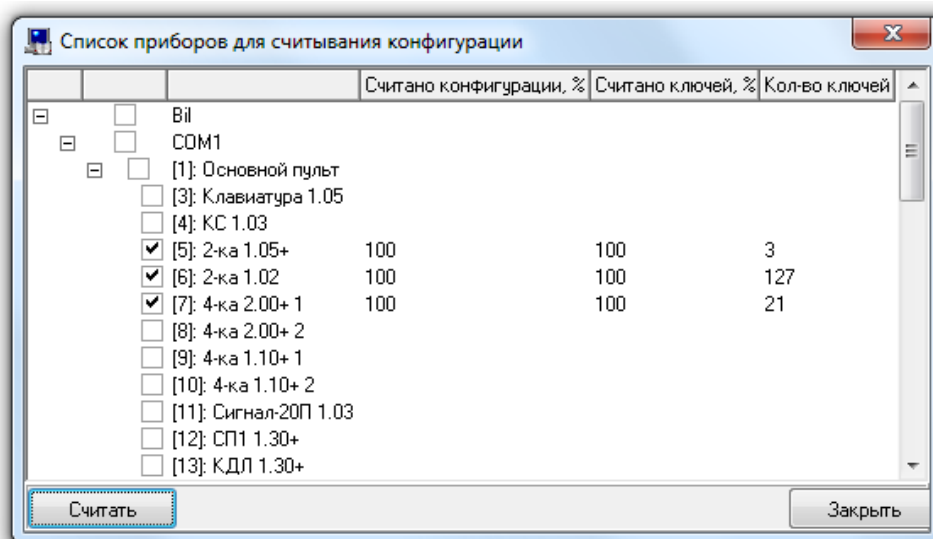 Список приборов для считывания конфигурации
Считано конфигурации, % Считано ключей, % Кол-во ключей
Bil
COM1
[1]: Основной пульт
[3]: Клавиатура 1.05
[4]: КС 1.03
[5]: 2-ка 1.05+ 100 100 3
[6]: 2-ка 1.02 100 100 127
[7]: 4-ка 2.00+ 1 100 100 21
[8]: 4-ка 2.00+ 2
[9]: 4-ка 1.10+ 1
[10]: 4-ка 1.10+ 2
[11]: Сигнал-20П 1.03
[12]: СП1 1.30+
[13]: КДЛ 1.30+
Считать Закрыть